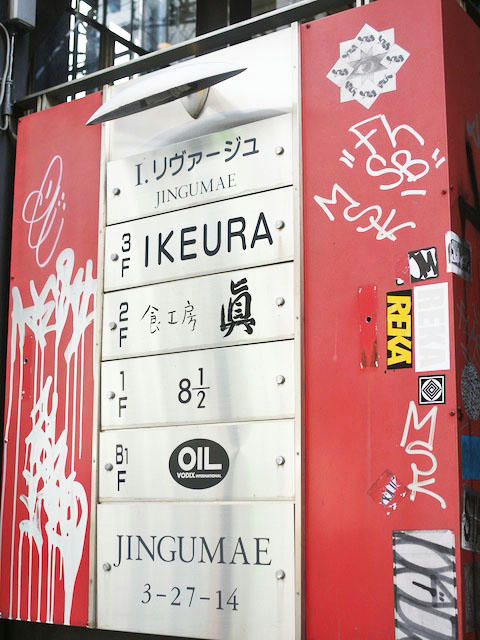 I.リヴァージュ
JINGUMAE
3F IKEURA
2F 食工房 眞
1F 8½
B1F OIL
VODIX INTERNATIONAL
JINGUMAE
3-27-14
REKA
REKA